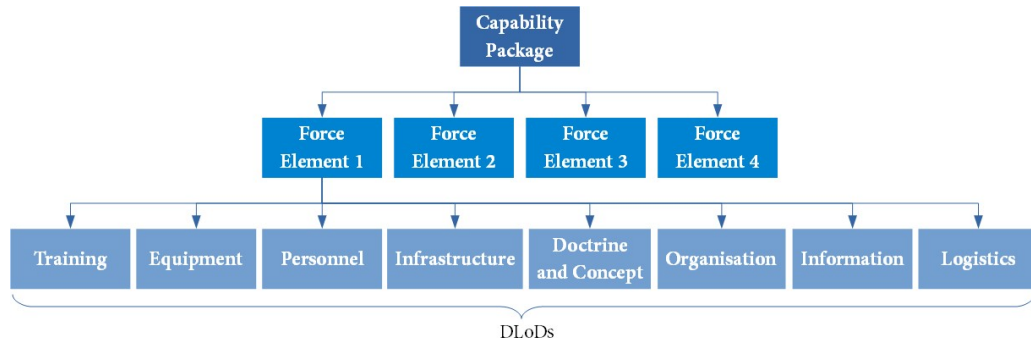 Capability
Package
Force
Element 1
Force
Element 2
Force
Element 3
Force
Element 4
Training
Equipment
Personnel
Infrastructure
Doctrine
and Concept
Organisation
Information
Logistics
DLoDs